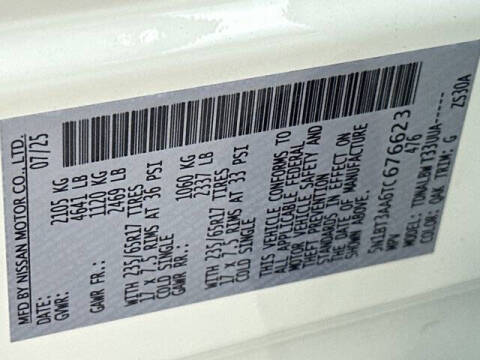 MFD BY NISSAN MOTOR CO., LTD.
DATE: 07/25
GVWR: 2105 KG
4641 LB
GAWR FR.: 1120 KG
2469 LB
WITH 235/65R17 TIRES
17 X 7.5 RIMS AT 36 PSI
COLD SINGLE
GAWR RR.: 1060 KG
2337 LB
WITH 235/65R17 TIRES
17 X 7.5 RIMS AT 33 PSI
COLD SINGLE
THIS VEHICLE CONFORMS TO
ALL APPLICABLE FEDERAL
MOTOR VEHICLE SAFETY AND
THEFT PREVENTION
STANDARDS IN EFFECT ON
THE DATE OF MANUFACTURE
SHOWN ABOVE.
5N1BT3AA6TC676623
MPV 476
MODEL: TDNALBW T33UUA-----
COLOR: QAK TRIM: G ZS30A